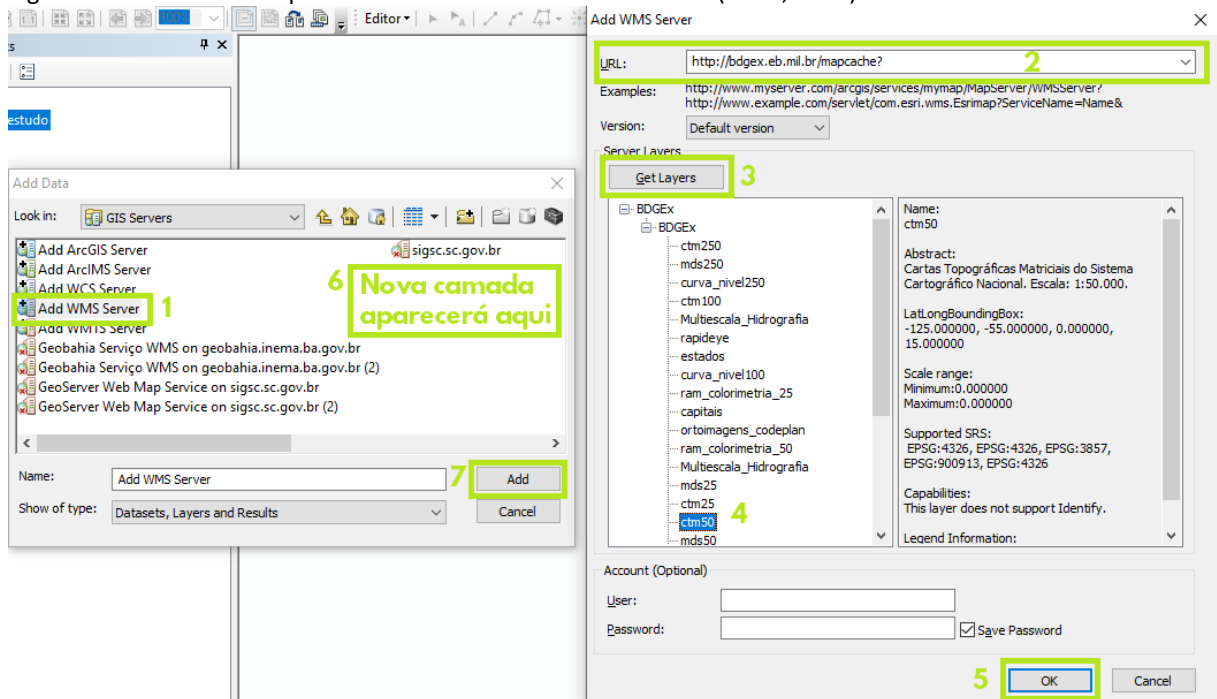 100%
Editor
estudo
Add Data
Look in:
GIS Servers
Add ArcGIS Server
Add ArcIMS Server
Add WCS Server
Add WMS Server
1
Add WMTS Server
Geobahia Serviço WMS on geobahia.inema.ba.gov.br
Geobahia Serviço WMS on geobahia.inema.ba.gov.br (2)
GeoServer Web Map Service on sigsc.sc.gov.br
GeoServer Web Map Service on sigsc.sc.gov.br (2)
sigsc.sc.gov.br
6
Nova camada
aparecerá aqui
Name:
Add WMS Server
7
Add
Show of type:
Datasets, Layers and Results
Cancel
Add WMS Server
URL:
http://bdgex.eb.mil.br/mapcache?
2
Examples:
http://www.myserver.com/arcgis/services/mymap/MapServer/WMSServer?
http://www.example.com/servlet/com.esri.wms.Esrimap?ServiceName=Name&
Version:
Default version
Server Layers
Get Layers
3
BDGEx
BDGEx
ctm250
mds250
curva_nivel250
ctm100
Multiescala_Hidrografia
rapideye
estados
curva_nivel100
ram_colorimetria_25
capitais
ortoimagens_codeplan
ram_colorimetria_50
Multiescala_Hidrografia
mds25
ctm25
ctm50
4
mds50
Name:
ctm50
Abstract:
Cartas Topográficas Matriciais do Sistema
Cartográfico Nacional. Escala: 1:50.000.
LatLongBoundingBox:
-125.000000, -55.000000, 0.000000,
15.000000
Scale range:
Minimum:0.000000
Maximum:0.000000
Supported SRS:
EPSG:4326, EPSG:4326, EPSG:3857,
EPSG:900913, EPSG:4326
Capabilities:
This layer does not support Identify.
Legend Information:
Account (Optional)
User:
Password:
Save Password
5
OK
Cancel